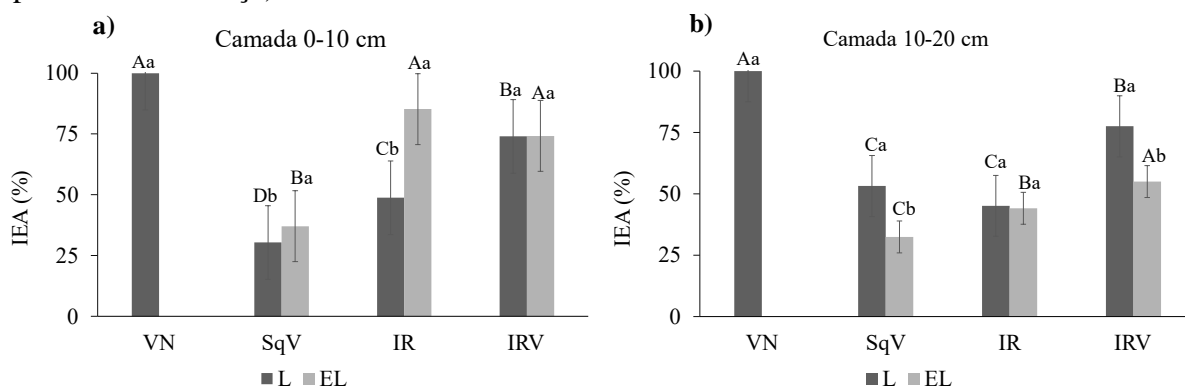 a)
Camada 0-10 cm
IEA (%)
100
75
50
25
0
Aa
Db
Ba
Cb
Aa
Ba
Aa
VN
SqV
IR
IRV
L
EL
b)
Camada 10-20 cm
IEA (%)
100
75
50
25
0
Aa
Ca
Cb
Ca
Ba
Ba
Ab
VN
SqV
IR
IRV
L
EL